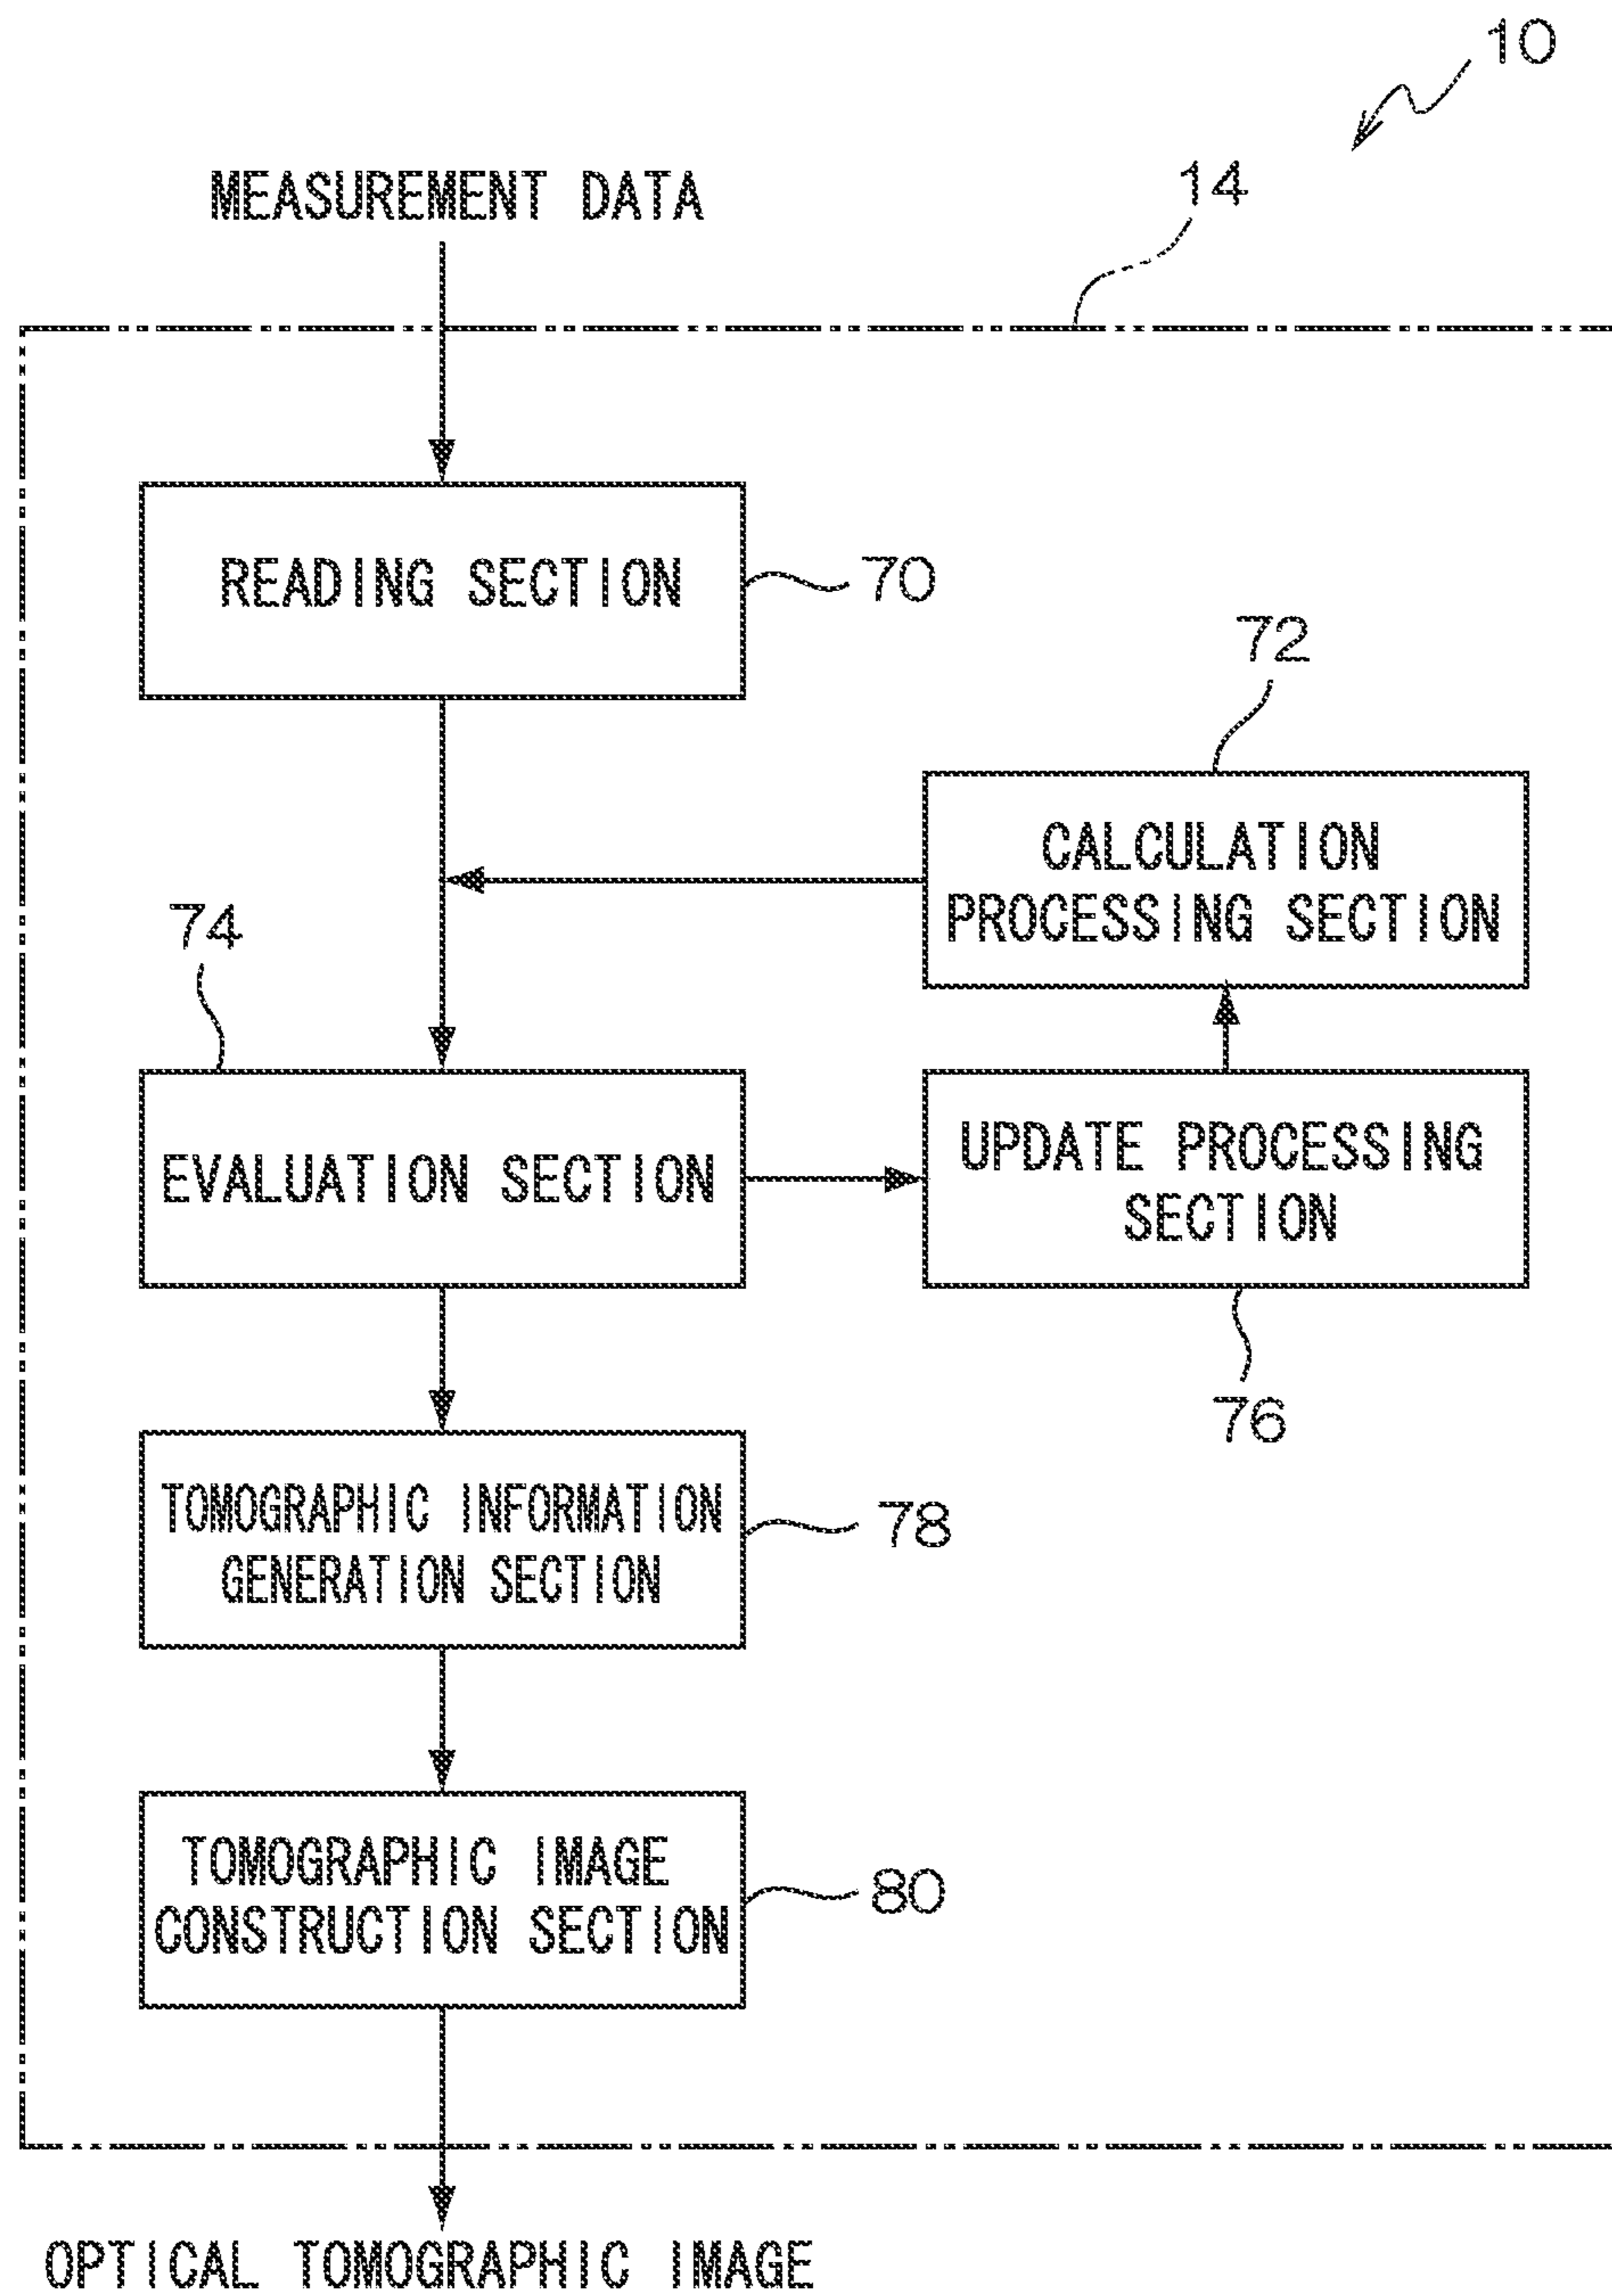 10
14
MEASUREMENT DATA
READING SECTION
70
72
CALCULATION
PROCESSING SECTION
74
EVALUATION SECTION
UPDATE PROCESSING
SECTION
76
TOMOGRAPHIC INFORMATION
GENERATION SECTION
78
TOMOGRAPHIC IMAGE
CONSTRUCTION SECTION
80
OPTICAL TOMOGRAPHIC IMAGE